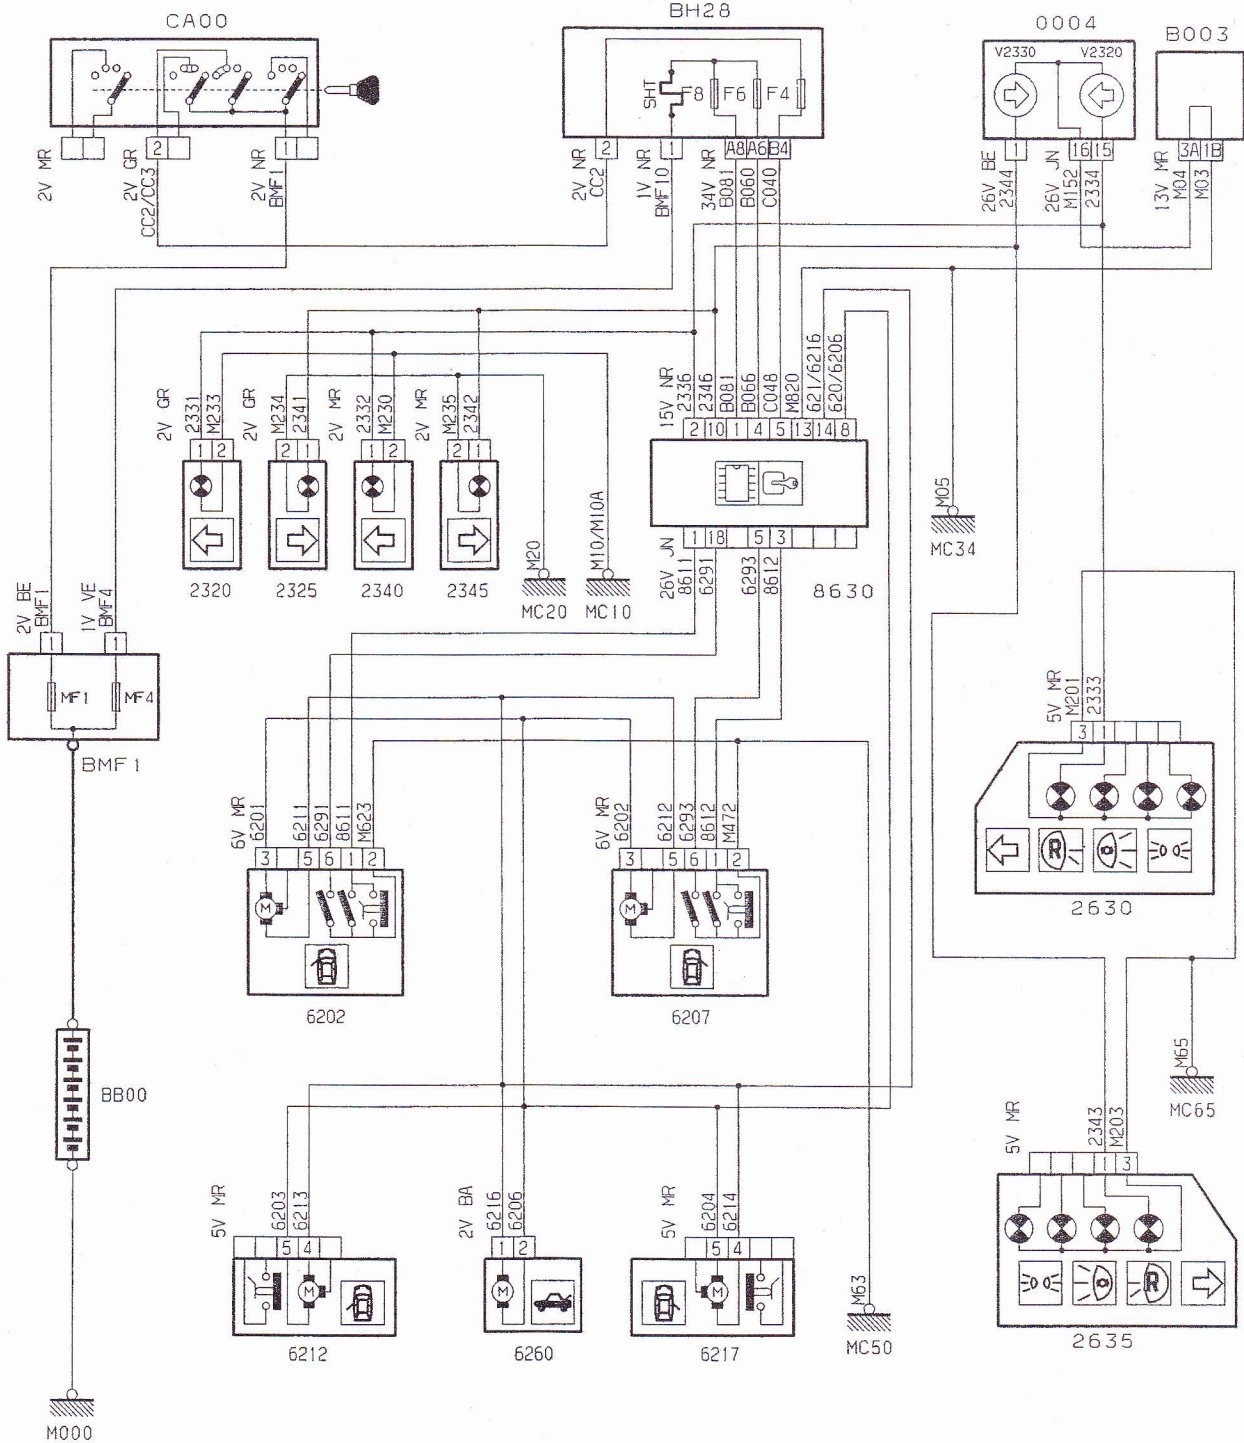 CA00
BH28
0004
B003
V2330
V2320
SHT
F8
F6
F4
2V MR
2
2V GR
CC2/CC3
1
2V NR
BMF1
2
2V NR
CC2
1
1V NR
BMF10
34V NR
A8
A6
B4
B081
B060
C040
1
26V BE
2344
16
15
26V JN
M152
2334
3A
1B
13V MR
M04
M03
2V GR
2331
M233
2V GR
M234
2341
2V MR
2332
M230
2V MR
M235
2342
1
2
2
1
1
2
2
1
2320
2325
2340
2345
M20
MC20
M10/M10A
MC10
15V NR
2336
2346
B081
B066
C048
M820
621/6216
620/6206
2
10
1
4
5
13
14
8
1
18
5
3
26V JN
8611
6291
6293
8612
8630
M05
MC34
2V BE
BMF1
1V VE
BMF4
1
1
MF1
MF4
BMF1
5V MR
M201
2333
3
1
R
2630
6V MR
6201
6211
6291
8611
M623
3
5
6
1
2
M
6202
6V MR
6202
6212
6293
8612
M472
3
5
6
1
2
M
6207
BB00
M65
MC65
5V MR
2343
M203
1
3
R
2635
5V MR
6203
6213
5
4
M
6212
2V BA
6216
6206
1
2
M
6260
5V MR
6204
6214
5
4
M
6217
M63
MC50
M000